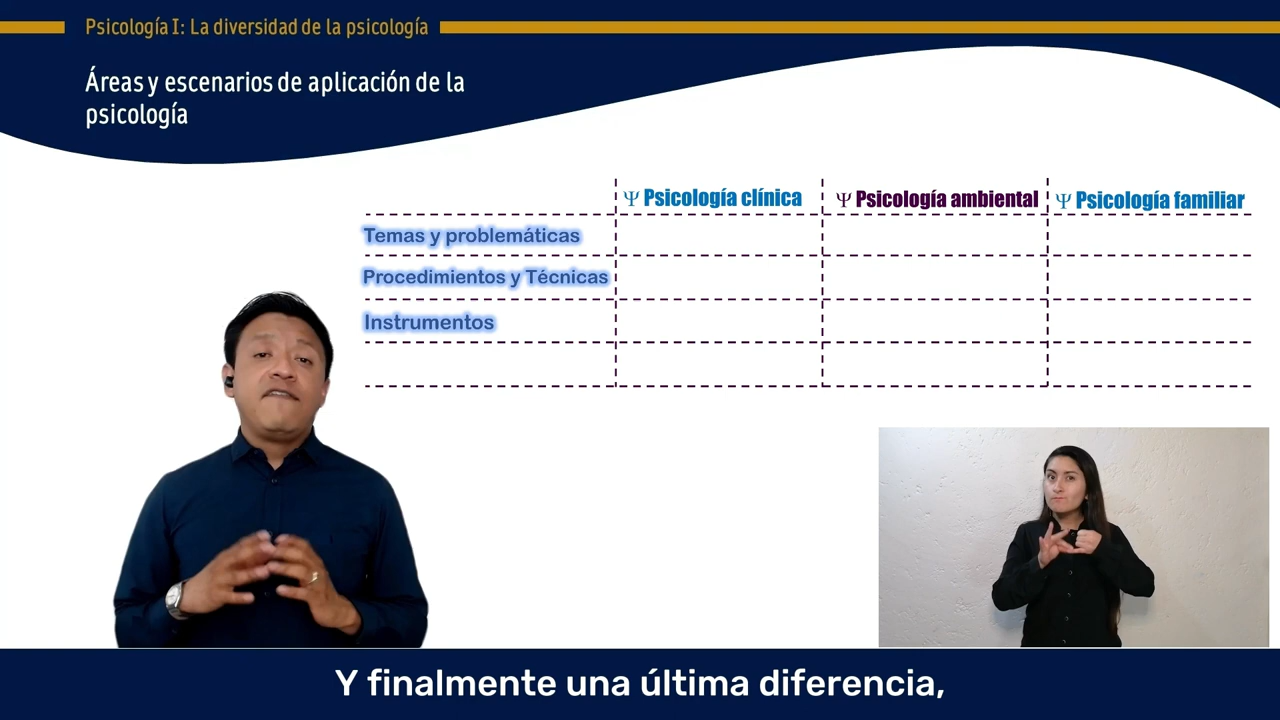 Psicología I: La diversidad de la psicología
Áreas y escenarios de aplicación de la
psicología
Ψ Psicología clínica
Ψ Psicología ambiental
Ψ Psicología familiar
Temas y problemáticas
Procedimientos y Técnicas
Instrumentos
Y finalmente una última diferencia,